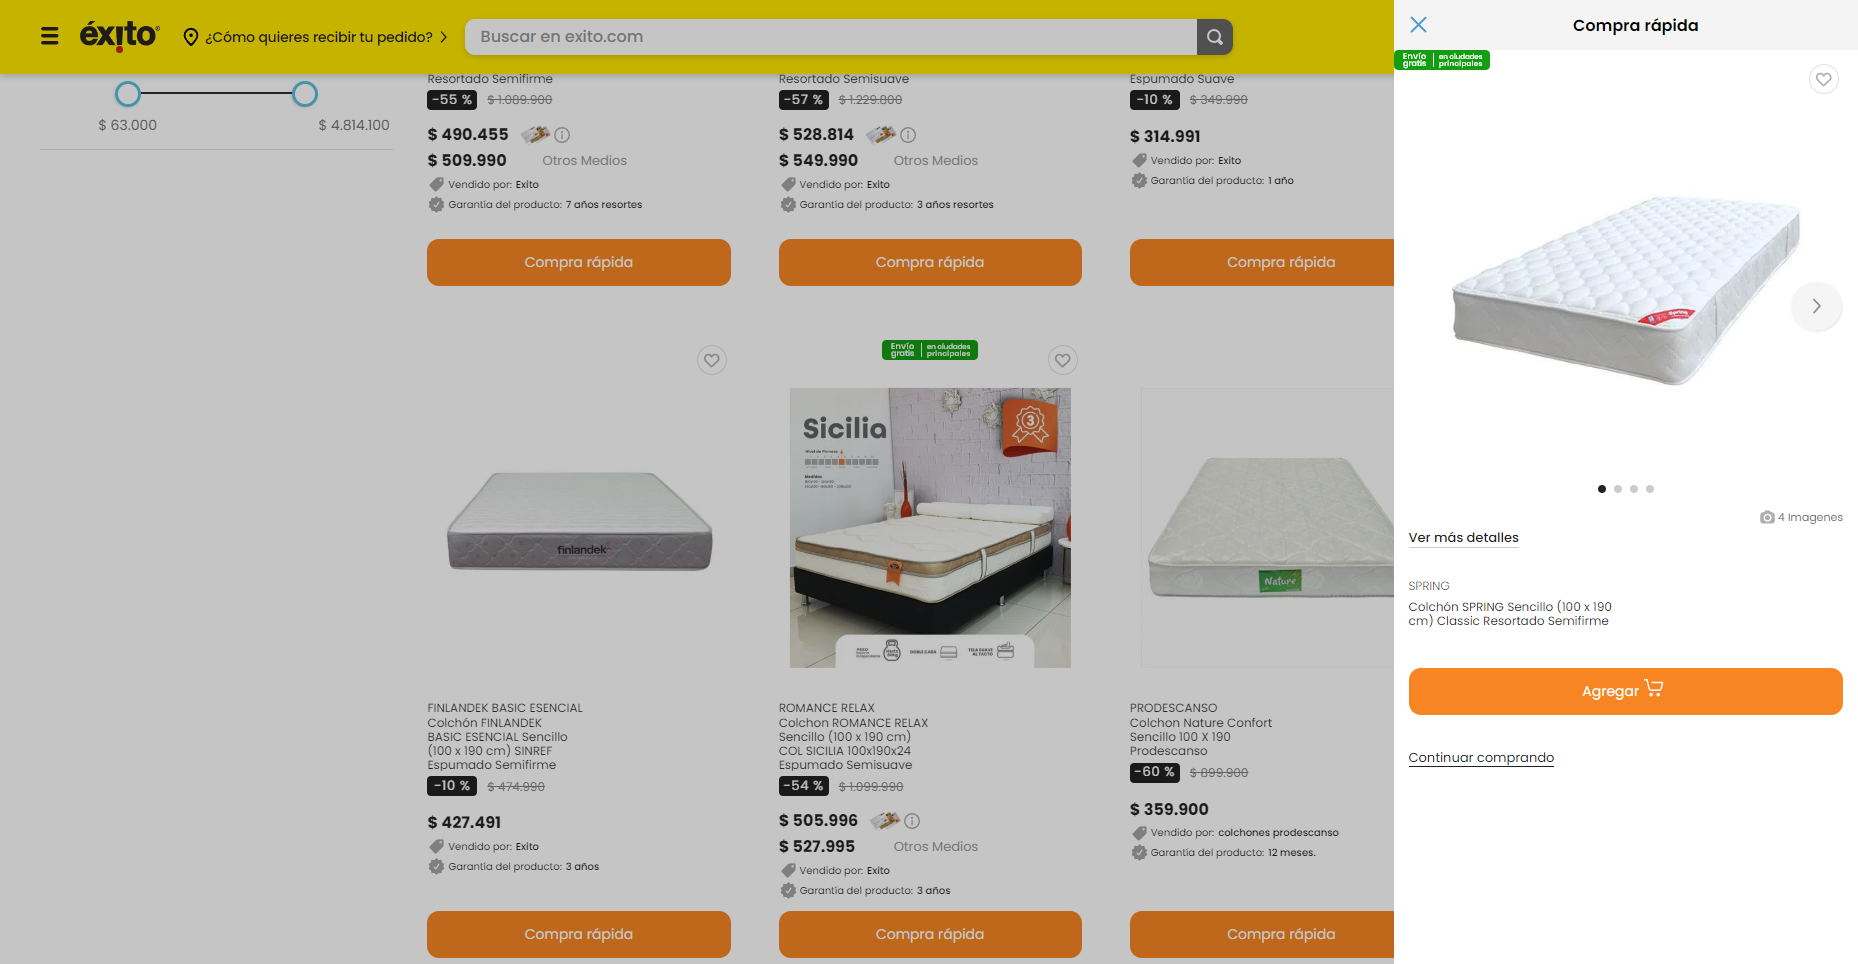 éxito
¿Cómo quieres recibir tu pedido?
Buscar en exito.com
$ 63.000
$ 4.814.100
Resortado Semifirme
-55 %
$ 1.089.900
$ 490.455
$ 509.990
Otros Medios
Vendido por: Exito
Garantía del producto: 7 años resortes
Compra rápida
Resortado Semisuave
-57 %
$ 1.229.800
$ 528.814
$ 549.990
Otros Medios
Vendido por: Exito
Garantía del producto: 3 años resortes
Compra rápida
Espumado Suave
-10 %
$ 349.990
$ 314.991
Vendido por: Exito
Garantía del producto: 1 año
Compra rápida
finlandek
FINLANDEK BASIC ESENCIAL
Colchón FINLANDEK
BASIC ESENCIAL Sencillo
(100 x 190 cm) SINREF
Espumado Semifirme
-10 %
$ 474.990
$ 427.491
Vendido por: Exito
Garantía del producto: 3 años
Compra rápida
Envío gratis
en ciudades principales
Sicilia
3
ROMANCE RELAX
Colchon ROMANCE RELAX
Sencillo (100 x 190 cm)
COL SICILIA 100x190x24
Espumado Semisuave
-54 %
$ 1.099.990
$ 505.996
$ 527.995
Otros Medios
Vendido por: Exito
Garantía del producto: 3 años
Compra rápida
Nature
PRODESCANSO
Colchon Nature Confort
Sencillo 100 X 190
Prodescanso
-60 %
$ 899.900
$ 359.900
Vendido por: colchones prodescanso
Garantía del producto: 12 meses.
Compra rápida
Compra rápida
Envío gratis
en ciudades principales
Spring
4 Imagenes
Ver más detalles
SPRING
Colchón SPRING Sencillo (100 x 190
cm) Classic Resortado Semifirme
Agregar
Continuar comprando